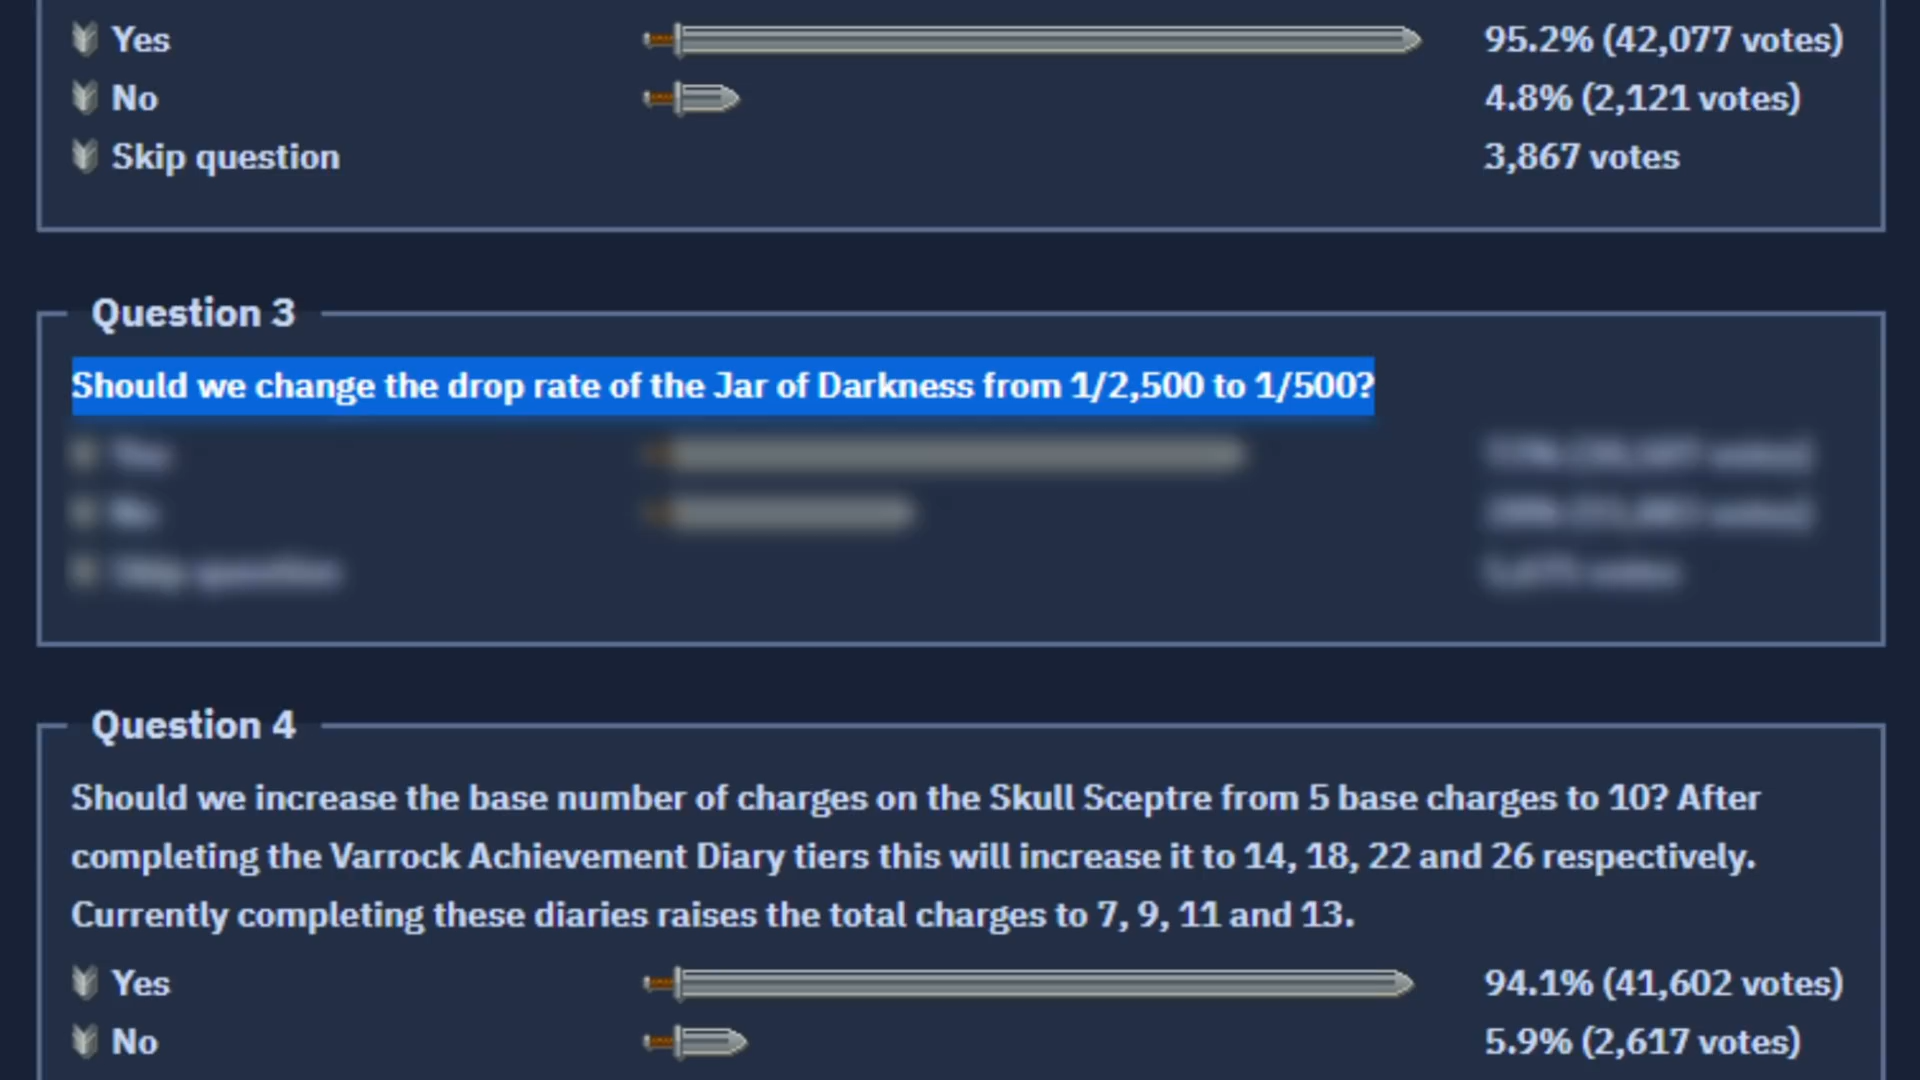 Yes 95.2% (42,077 votes)
No 4.8% (2,121 votes)
Skip question 3,867 votes
Question 3
Should we change the drop rate of the Jar of Darkness from 1/2,500 to 1/500?
Question 4
Should we increase the base number of charges on the Skull Sceptre from 5 base charges to 10? After
completing the Varrock Achievement Diary tiers this will increase it to 14, 18, 22 and 26 respectively.
Currently completing these diaries raises the total charges to 7, 9, 11 and 13.
Yes 94.1% (41,602 votes)
No 5.9% (2,617 votes)